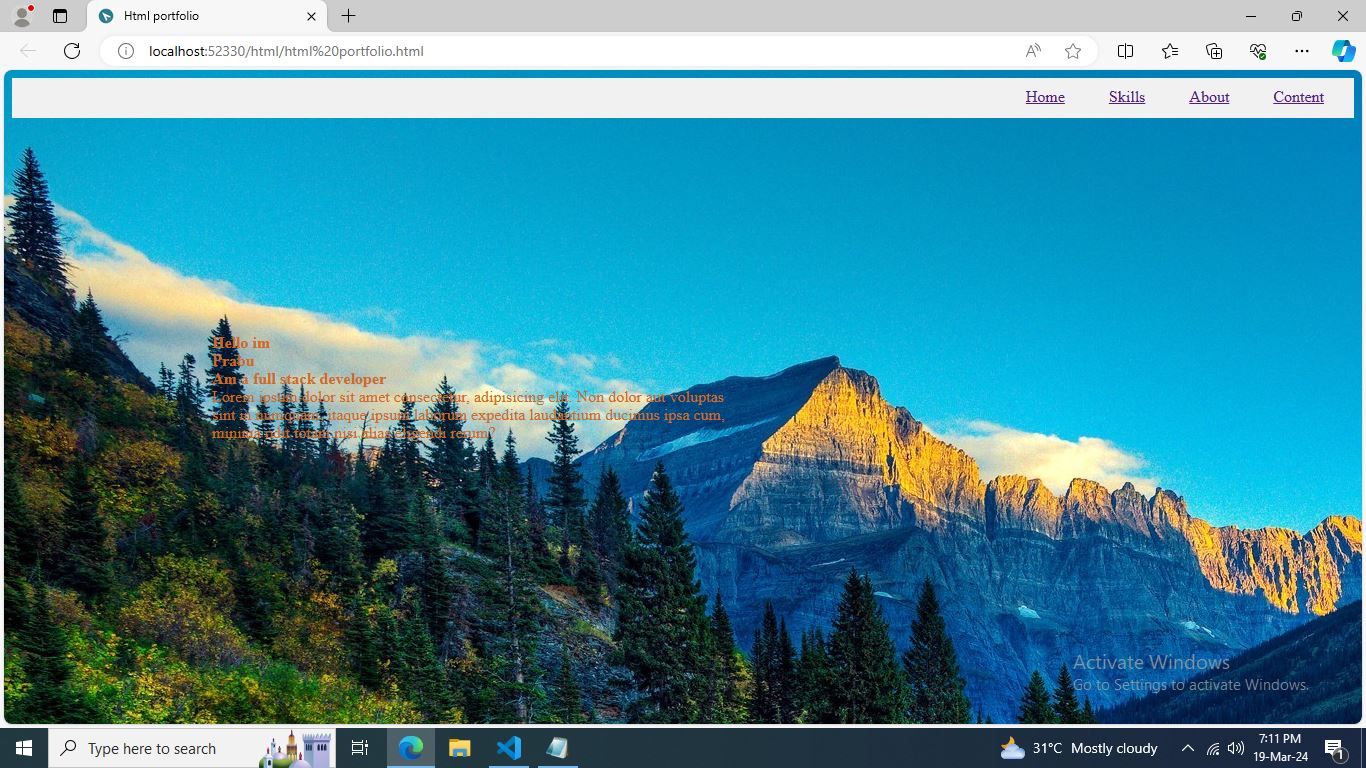 Html portfolio
localhost:52330/html/html%20portfolio.html
Home Skills About Content
Hello im
Prabu
Am a full stack developer
Lorem ipsum dolor sit amet consectetur, adipisicing elit. Non dolor aut voluptas
sint in numquam, itaque ipsum laborum expedita laudantium ducimus ipsa cum,
minima odit totam nisi alias eligendi rerum?
Activate Windows
Go to Settings to activate Windows.
Type here to search
31°C Mostly cloudy
7:11 PM
19-Mar-24
1